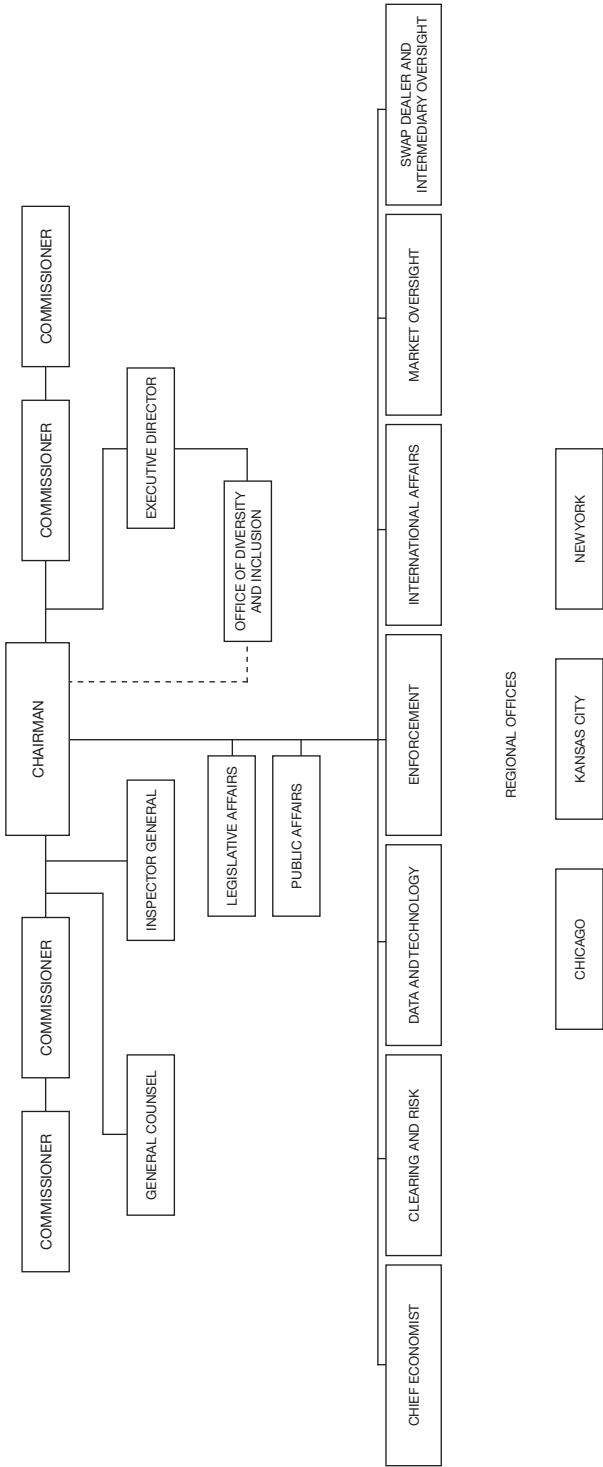 CHAIRMAN
COMMISSIONER
COMMISSIONER
COMMISSIONER
COMMISSIONER
GENERAL COUNSEL
INSPECTOR GENERAL
EXECUTIVE DIRECTOR
OFFICE OF DIVERSITY
AND INCLUSION
LEGISLATIVE AFFAIRS
PUBLIC AFFAIRS
CHIEF ECONOMIST
CLEARING AND RISK
DATA AND TECHNOLOGY
ENFORCEMENT
INTERNATIONAL AFFAIRS
MARKET OVERSIGHT
SWAP DEALER AND
INTERMEDIARY OVERSIGHT
REGIONAL OFFICES
CHICAGO
KANSAS CITY
NEW YORK